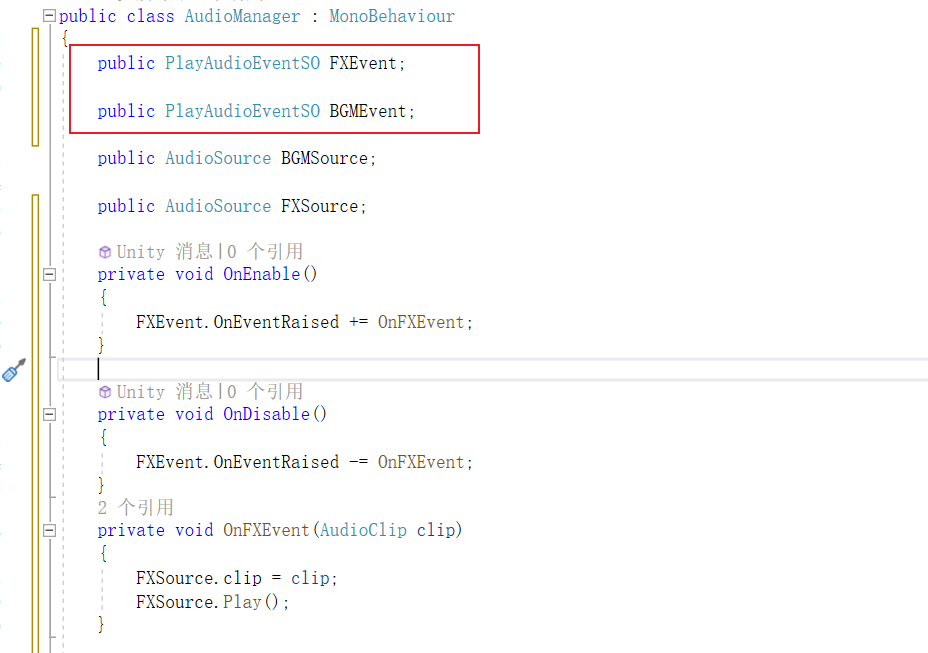 public class AudioManager : MonoBehaviour
{
public PlayAudioEventSO FXEvent;
public PlayAudioEventSO BGMEvent;
public AudioSource BGMSource;
public AudioSource FXSource;
Unity 消息|0 个引用
private void OnEnable()
{
FXEvent.OnEventRaised += OnFXEvent;
}
Unity 消息|0 个引用
private void OnDisable()
{
FXEvent.OnEventRaised -= OnFXEvent;
}
2 个引用
private void OnFXEvent(AudioClip clip)
{
FXSource.clip = clip;
FXSource.Play();
}